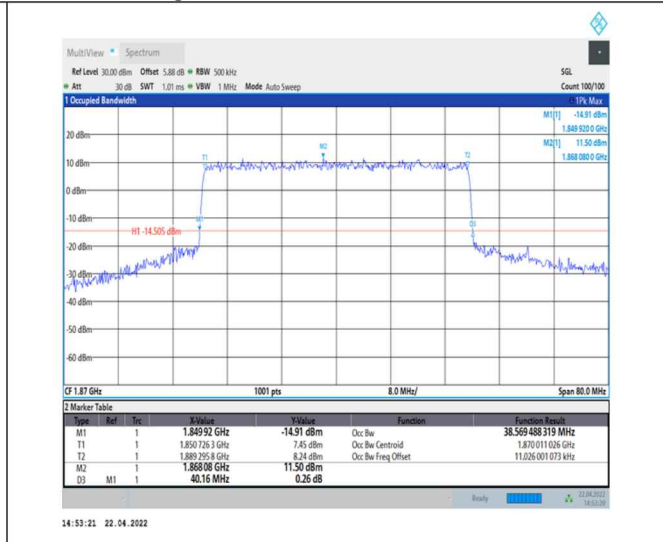 MultiView Spectrum
Ref Level 30.00 dBm Offset 5.88 dB RBW 500 kHz SGL
Att 30 dB SWT 1.01 ms VBW 1 MHz Mode Auto Sweep Count 100/100
1 Occupied Bandwidth 1Pk Max
M1[1] -14.91 dBm
1.849 920 0 GHz
M2[1] 11.50 dBm
1.868 080 0 GHz
20 dBm
M2
T1 T2
10 dBm
0 dBm
-10 dBm
M1
D3
H1 -14.505 dBm
-20 dBm
-30 dBm
-40 dBm
-50 dBm
-60 dBm
CF 1.87 GHz 1001 pts 8.0 MHz/ Span 80.0 MHz
2 Marker Table
Type Ref Trc X-Value Y-Value Function Function Result
M1 1 1.849 92 GHz -14.91 dBm Occ Bw 38.569 488 319 MHz
T1 1 1.850 726 3 GHz 7.45 dBm Occ Bw Centroid 1.870 011 026 GHz
T2 1 1.889 295 8 GHz 8.24 dBm Occ Bw Freq Offset 11.026 001 073 kHz
M2 1 1.868 08 GHz 11.50 dBm
D3 M1 1 40.16 MHz 0.26 dB
Ready 22.04.2022
14:53:20
14:53:21 22.04.2022